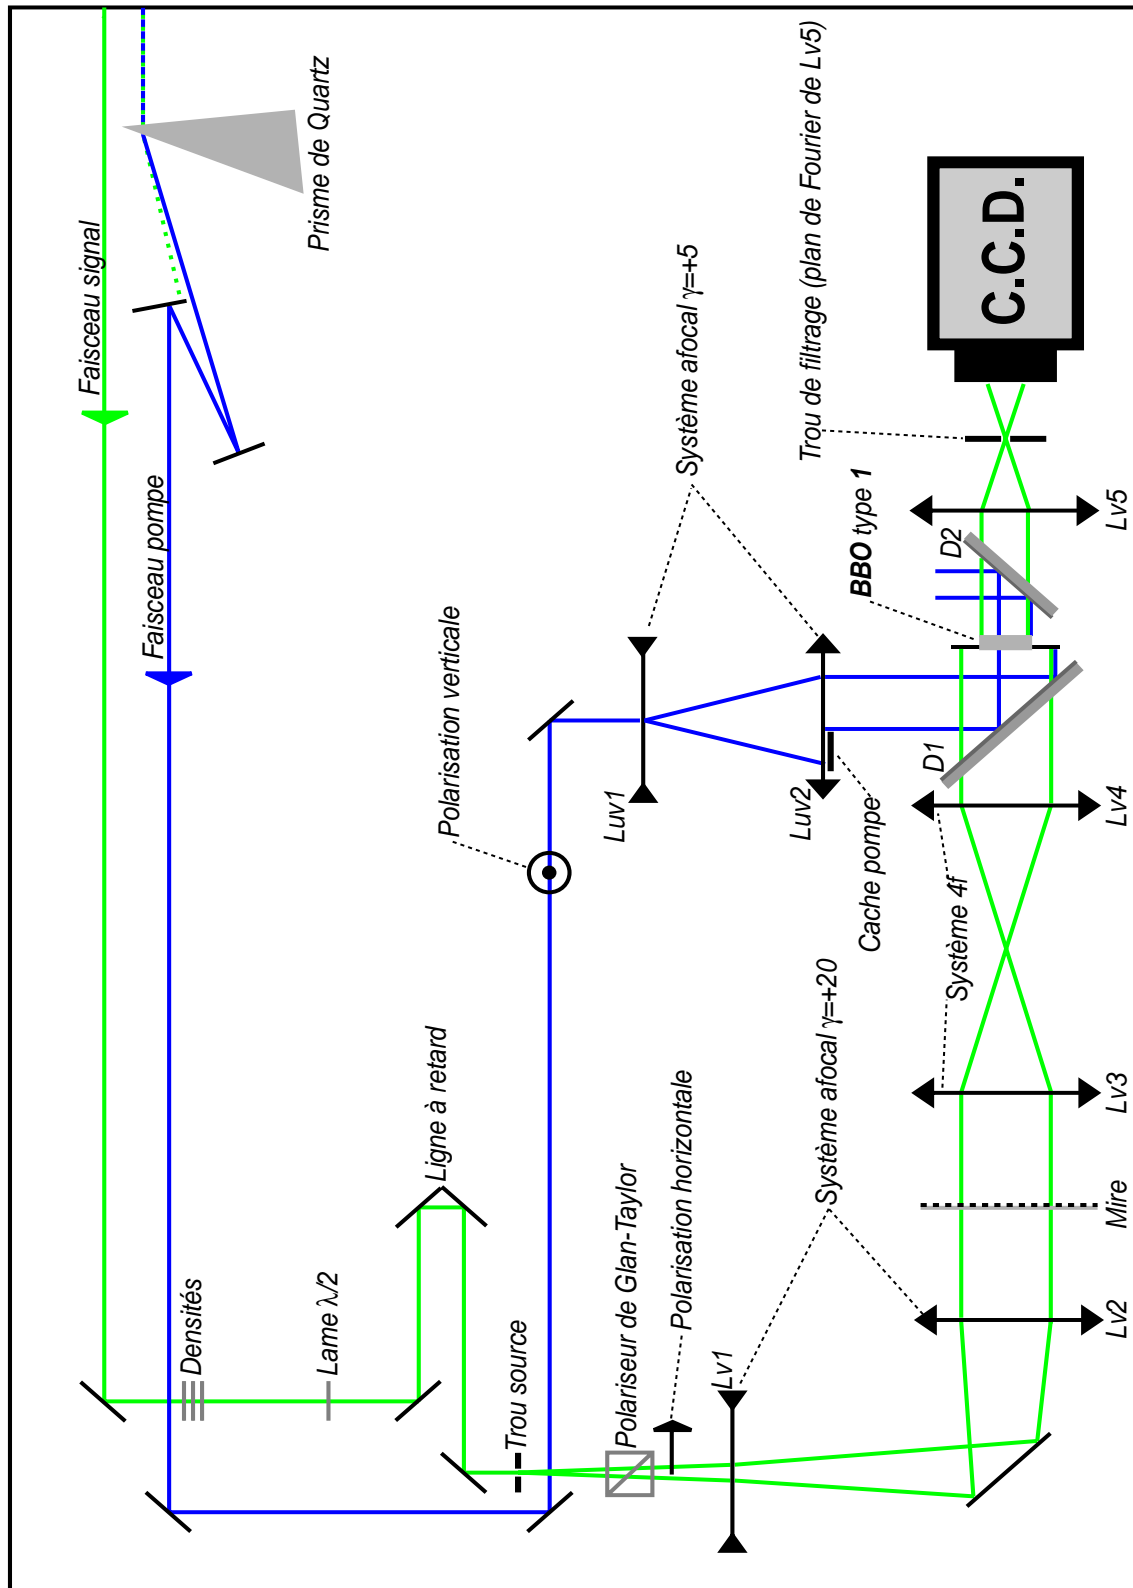 Faisceau signal
Prisme de Quartz
Faisceau pompe
Densités
Lame λ/2
Ligne à retard
Trou source
Polarisation verticale
Polariseur de Glan-Taylor
Polarisation horizontale
Lv1
Système afocal γ=+20
Luv1
Système afocal γ=+5
Luv2
Cache pompe
Trou de filtrage (plan de Fourier de Lv5)
BBO type 1
D1
D2
Système 4f
C.C.D.
Lv2
Mire
Lv3
Lv4
Lv5